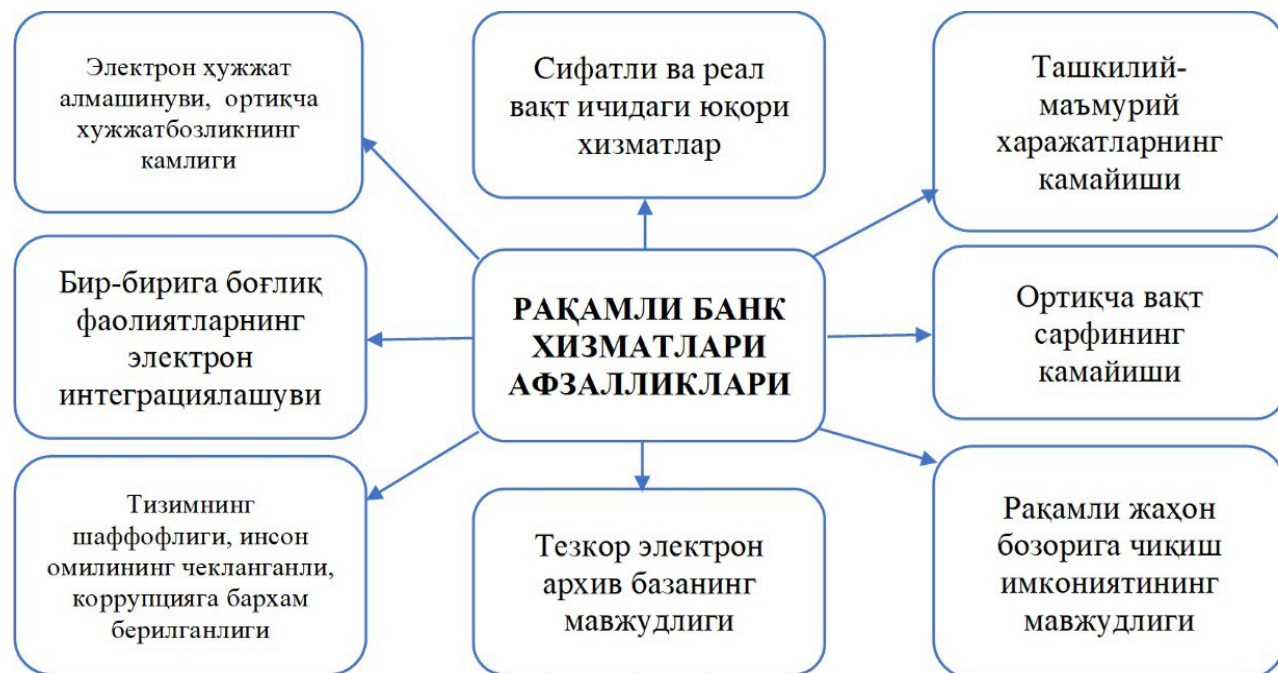 Электрон ҳужжат
алмашинуви, ортиқча
хужжатбозликнинг
камлиги
Сифатли ва реал
вақт ичидаги юқори
хизматлар
Ташкилий-
маъмурий
харажатларнинг
камайиши
Бир-бирига боғлиқ
фаолиятларнинг
электрон
интеграциялашуви
РАҚАМЛИ БАНК
ХИЗМАТЛАРИ
АФЗАЛЛИКЛАРИ
Ортиқча вақт
сарфининг
камайиши
Тизимнинг
шаффофлиги, инсон
омилининг чекланганли,
коррупцияга бархам
берилганлиги
Тезкор электрон
архив базанинг
мавжудлиги
Рақамли жаҳон
бозорига чиқиш
имкониятининг
мавжудлиги